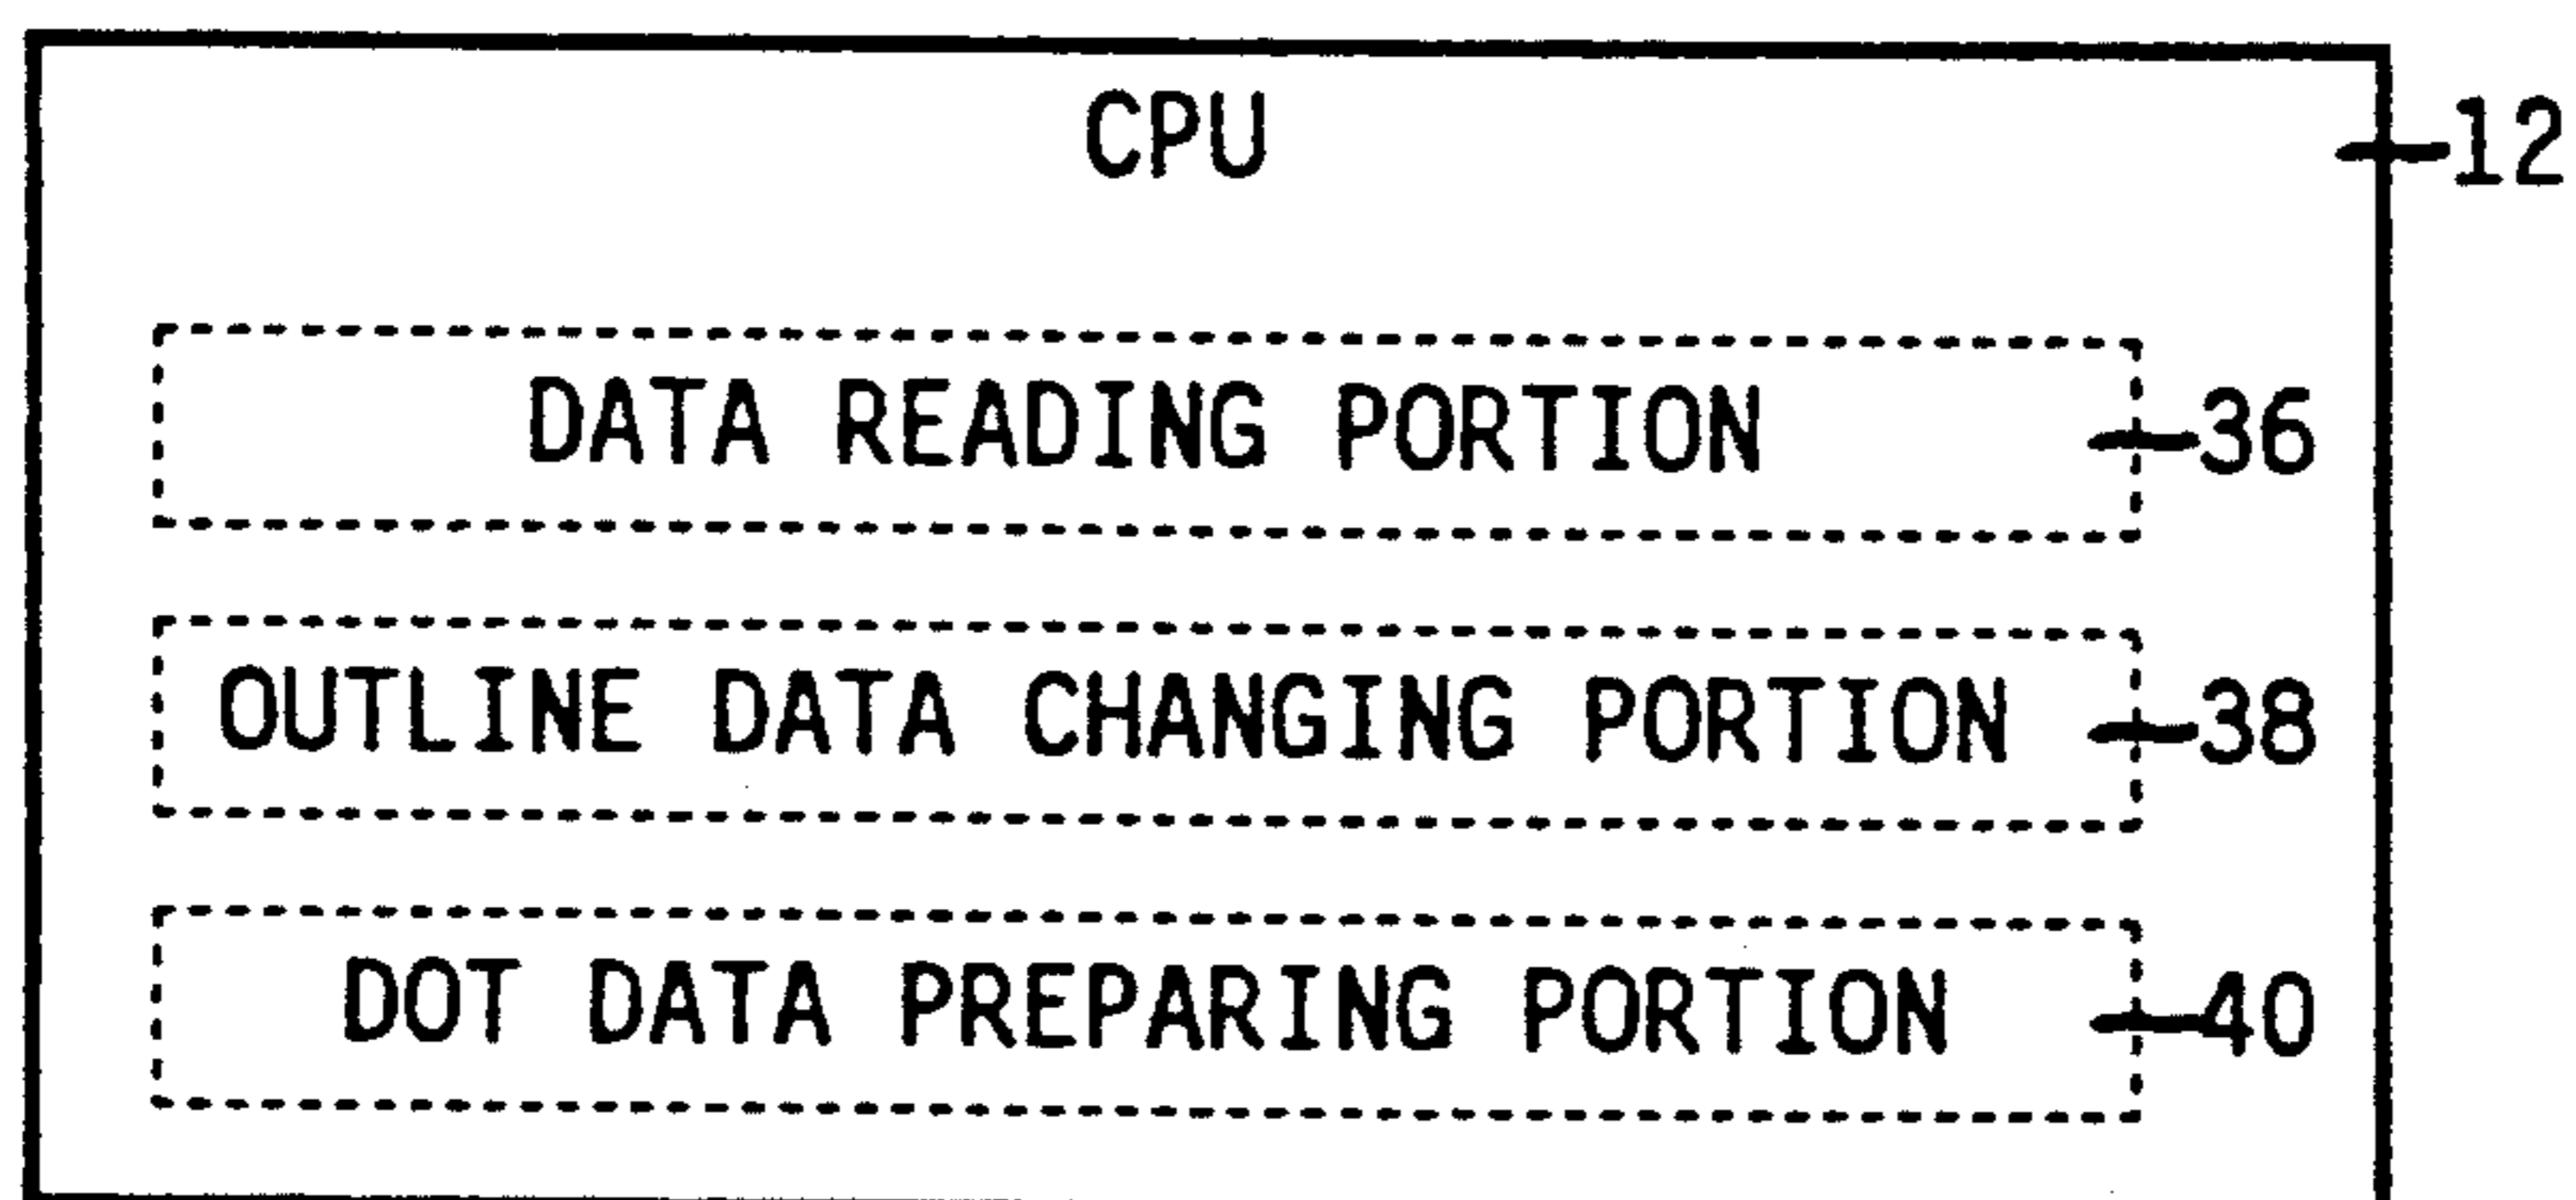 CPU
12
DATA READING PORTION
36
OUTLINE DATA CHANGING PORTION
38
DOT DATA PREPARING PORTION
40